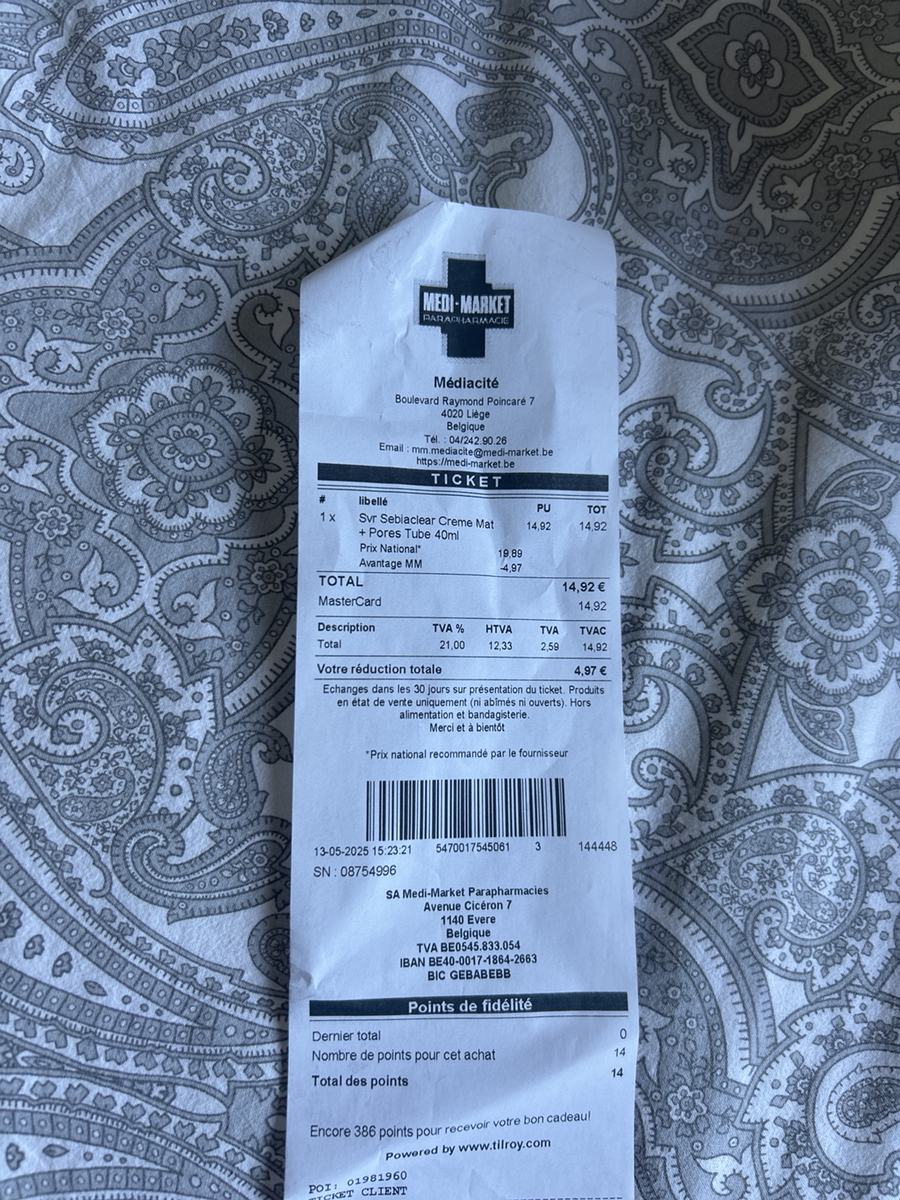 MEDI-MARKET
PARAPHARMACIE
Médiacité
Boulevard Raymond Poincaré 7
4020 Liège
Belgique
Tél. : 04/242.90.26
Email : mm.mediacite@medi-market.be
https://medi-market.be
TICKET
# libellé PU TOT
1 x Svr Sebiaclear Creme Mat 14,92 14,92
+ Pores Tube 40ml
Prix National* 19,89
Avantage MM -4,97
TOTAL 14,92 €
MasterCard 14,92
Description TVA % HTVA TVA TVAC
Total 21,00 12,33 2,59 14,92
Votre réduction totale 4,97 €
Echanges dans les 30 jours sur présentation du ticket. Produits
en état de vente uniquement (ni abîmés ni ouverts). Hors
alimentation et bandagisterie.
Merci et à bientôt
*Prix national recommandé par le fournisseur
13-05-2025 15:23:21 5470017545061 3 144448
SN : 08754996
SA Medi-Market Parapharmacies
Avenue Cicéron 7
1140 Evere
Belgique
TVA BE0545.833.054
IBAN BE40-0017-1864-2663
BIC GEBABEBB
Points de fidélité
Dernier total 0
Nombre de points pour cet achat 14
Total des points 14
Encore 386 points pour recevoir votre bon cadeau!
Powered by www.tilroy.com
POI: 01981960
TICKET CLIENT